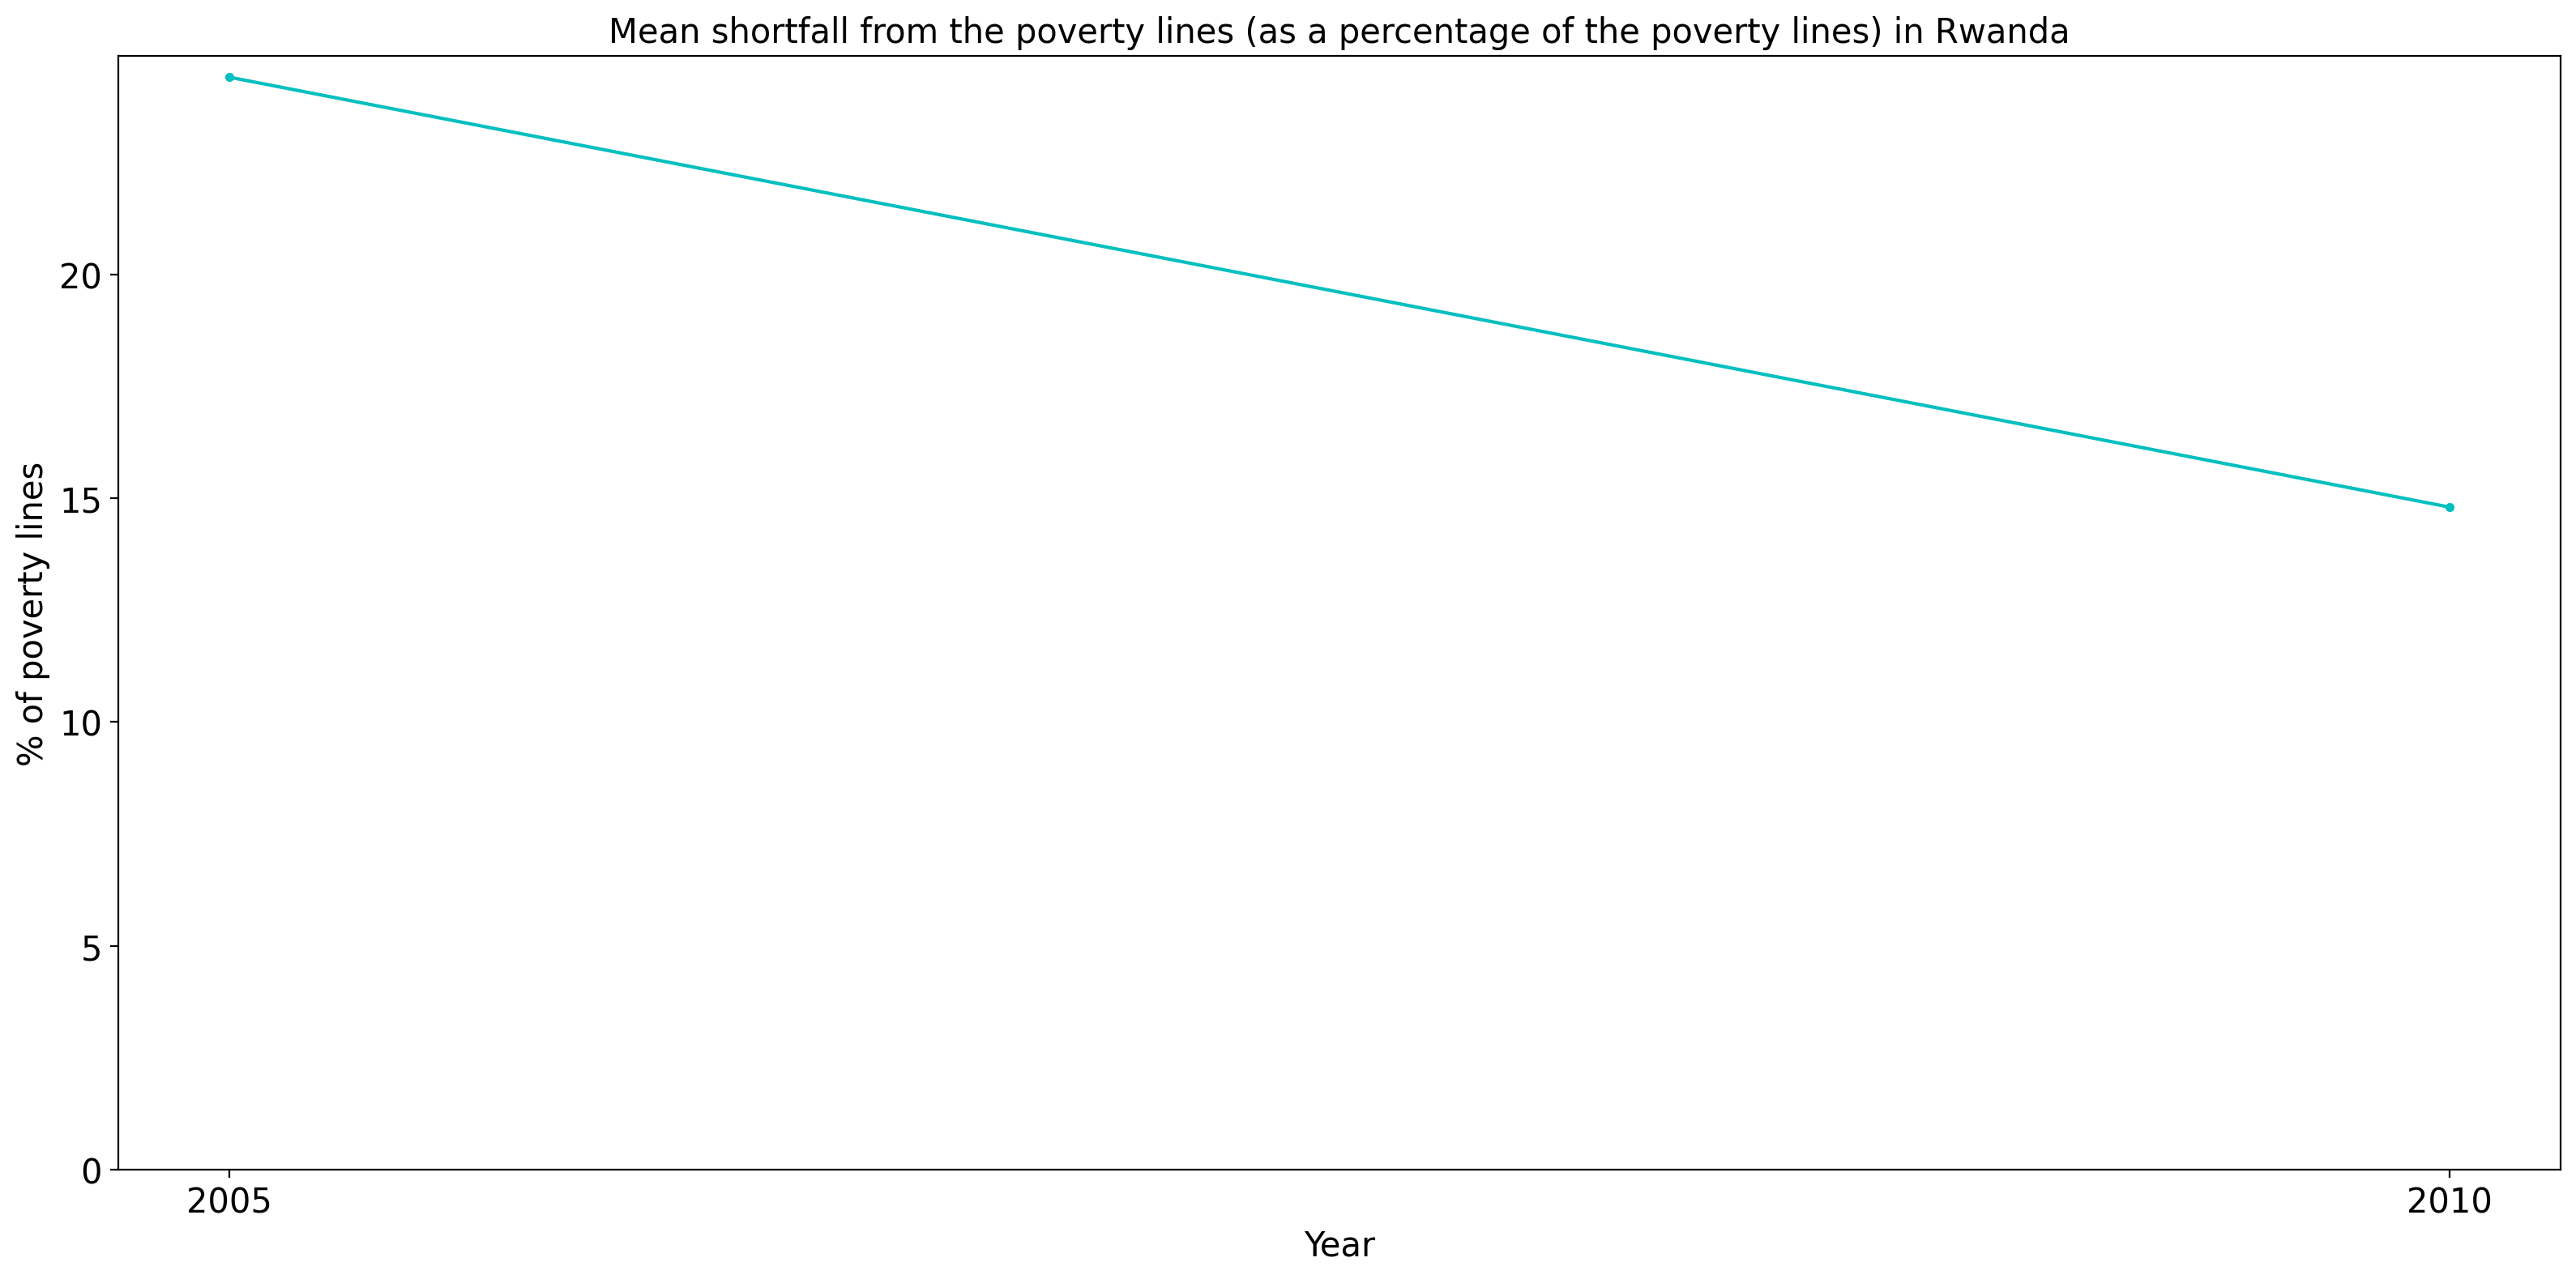 Mean shortfall from the poverty lines (as a percentage of the poverty lines) in Rwanda
% of poverty lines
20
15
10
5
0
2005 2010
Year